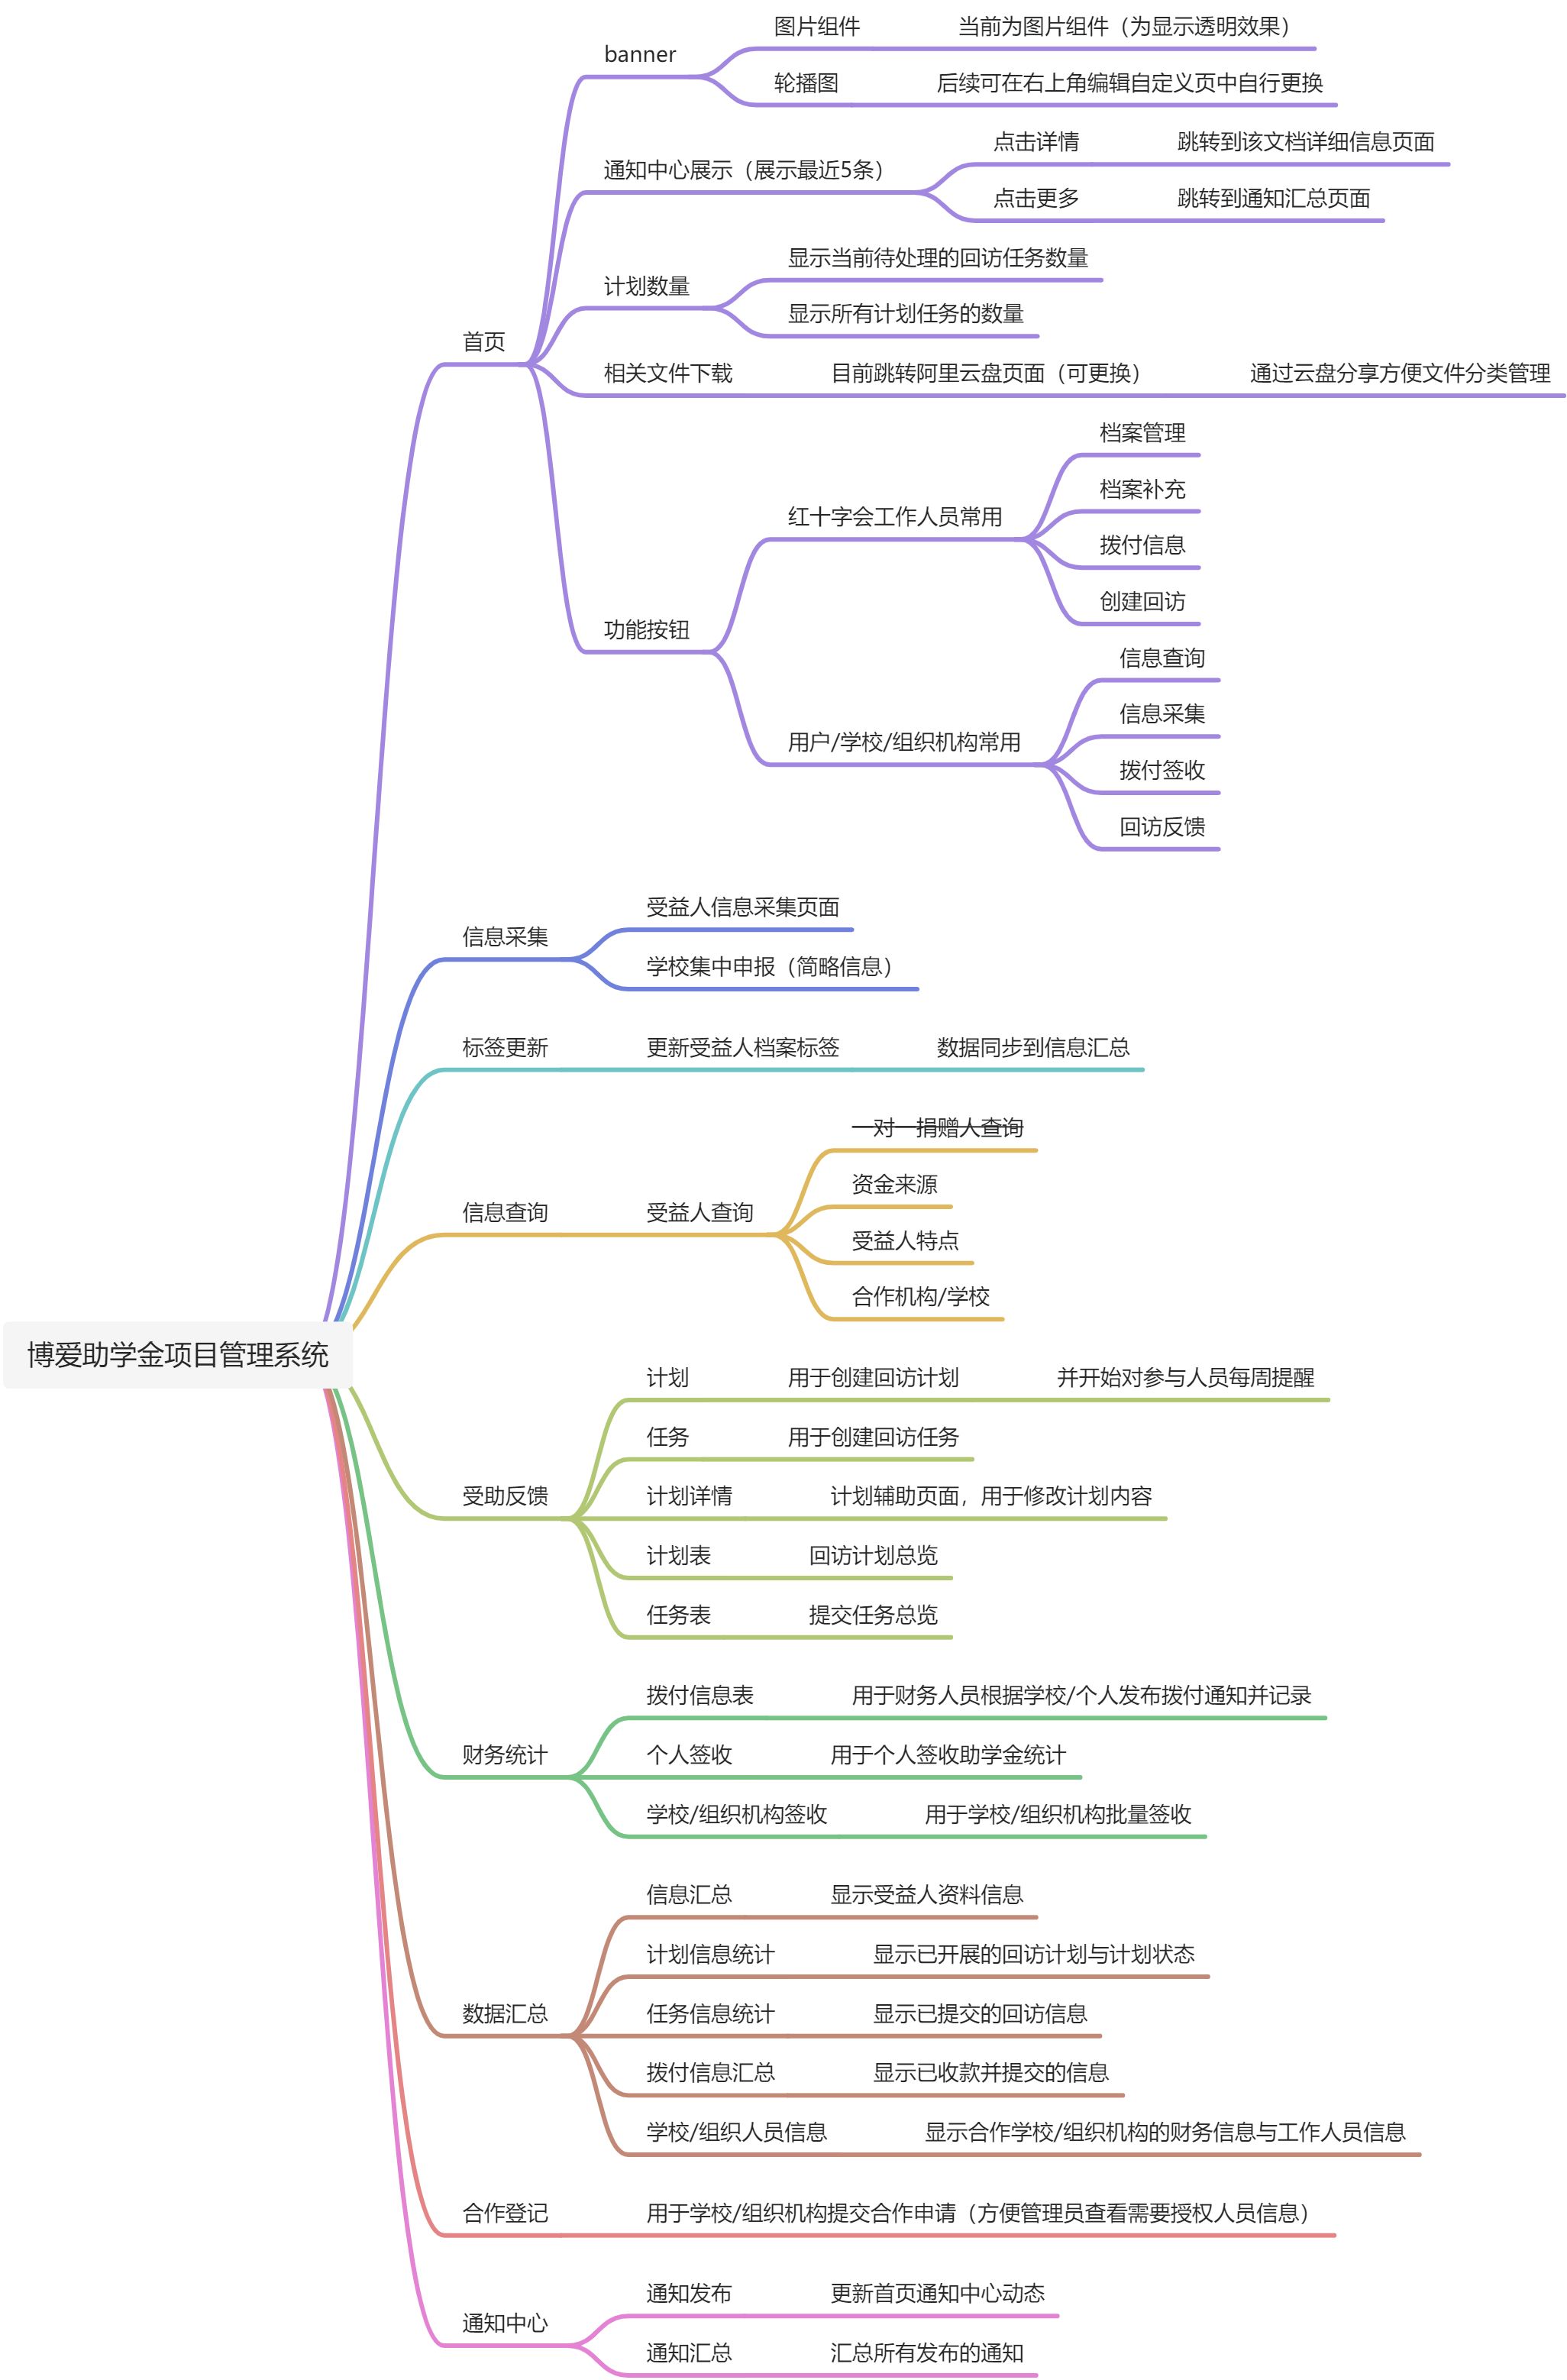 博爱助学金项目管理系统
首页
banner
图片组件
当前为图片组件（为显示透明效果）
轮播图
后续可在右上角编辑自定义页中自行更换
通知中心展示（展示最近5条）
点击详情
跳转到该文档详细信息页面
点击更多
跳转到通知汇总页面
计划数量
显示当前待处理的回访任务数量
显示所有计划任务的数量
相关文件下载
目前跳转阿里云盘页面（可更换）
通过云盘分享方便文件分类管理
功能按钮
红十字会工作人员常用
档案管理
档案补充
拨付信息
创建回访
用户/学校/组织机构常用
信息查询
信息采集
拨付签收
回访反馈
信息采集
受益人信息采集页面
学校集中申报（简略信息）
标签更新
更新受益人档案标签
数据同步到信息汇总
信息查询
受益人查询
一对一捐赠人查询
资金来源
受益人特点
合作机构/学校
受助反馈
计划
用于创建回访计划
并开始对参与人员每周提醒
任务
用于创建回访任务
计划详情
计划辅助页面，用于修改计划内容
计划表
回访计划总览
任务表
提交任务总览
财务统计
拨付信息表
用于财务人员根据学校/个人发布拨付通知并记录
个人签收
用于个人签收助学金统计
学校/组织机构签收
用于学校/组织机构批量签收
数据汇总
信息汇总
显示受益人资料信息
计划信息统计
显示已开展的回访计划与计划状态
任务信息统计
显示已提交的回访信息
拨付信息汇总
显示已收款并提交的信息
学校/组织人员信息
显示合作学校/组织机构的财务信息与工作人员信息
合作登记
用于学校/组织机构提交合作申请（方便管理员查看需要授权人员信息）
通知中心
通知发布
更新首页通知中心动态
通知汇总
汇总所有发布的通知